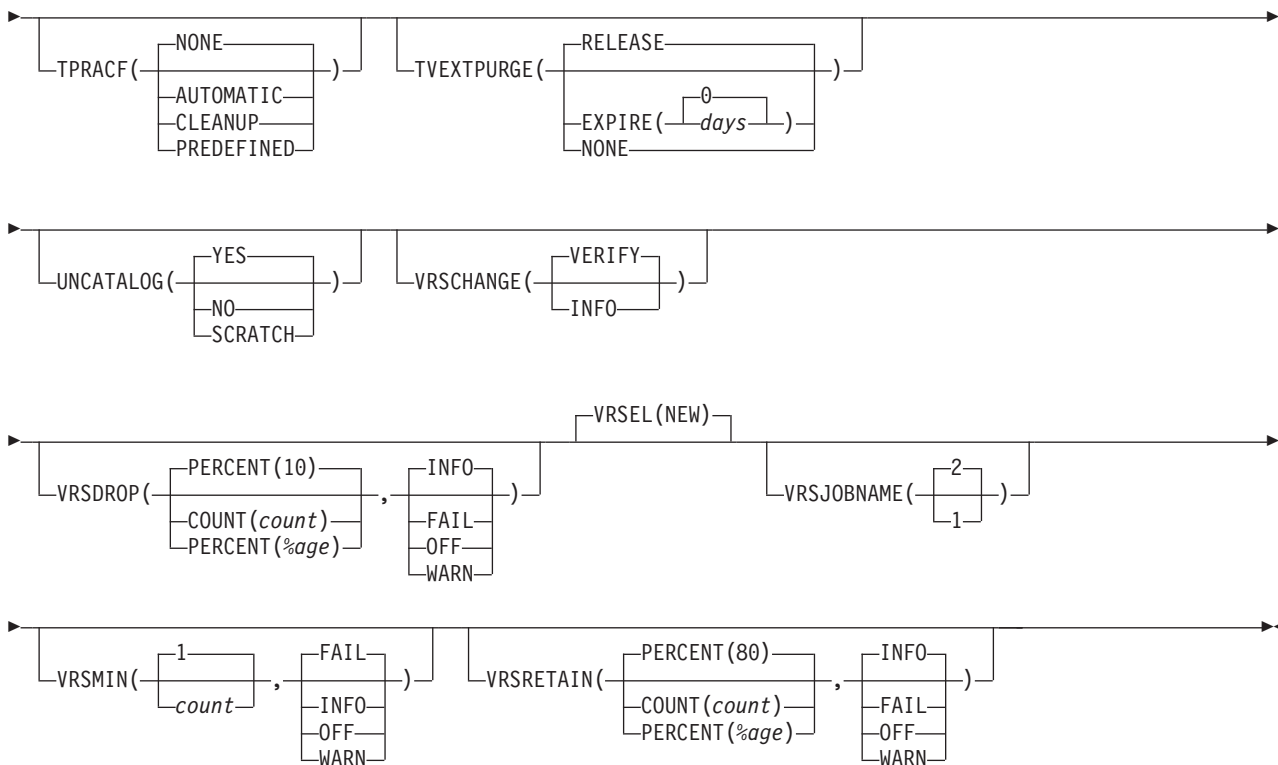 NONE RELEASE
TPRACF( ) TVEXTPURGE( )
AUTOMATIC 0
CLEANUP EXPIRE( days )
PREDEFINED NONE
YES VERIFY
UNCATALOG( ) VRSCHANGE( )
NO INFO
SCRATCH
VRSEL(NEW)
PERCENT(10) INFO 2
VRSDROP( , ) VRSJOBNAME( )
COUNT(count) FAIL 1
PERCENT(%age) OFF
WARN
1 FAIL PERCENT(80) INFO
VRSMIN( , ) VRSRETAIN( , )
count INFO COUNT(count) FAIL
OFF PERCENT(%age) OFF
WARN WARN